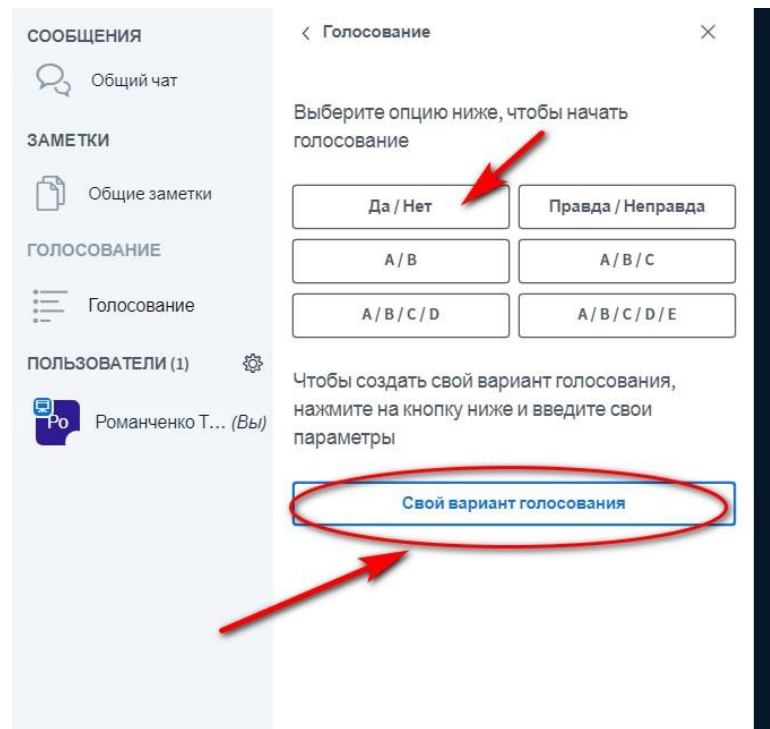 СООБЩЕНИЯ
Общий чат
ЗАМЕТКИ
Общие заметки
ГОЛОСОВАНИЕ
Голосование
ПОЛЬЗОВАТЕЛИ (1)
Po
Романченко Т... (Вы)
Голосование
Выберите опцию ниже, чтобы начать
голосование
Да / Нет
Правда / Неправда
A / B
A / B / C
A / B / C / D
A / B / C / D / E
Чтобы создать свой вариант голосования,
нажмите на кнопку ниже и введите свои
параметры
Свой вариант голосования